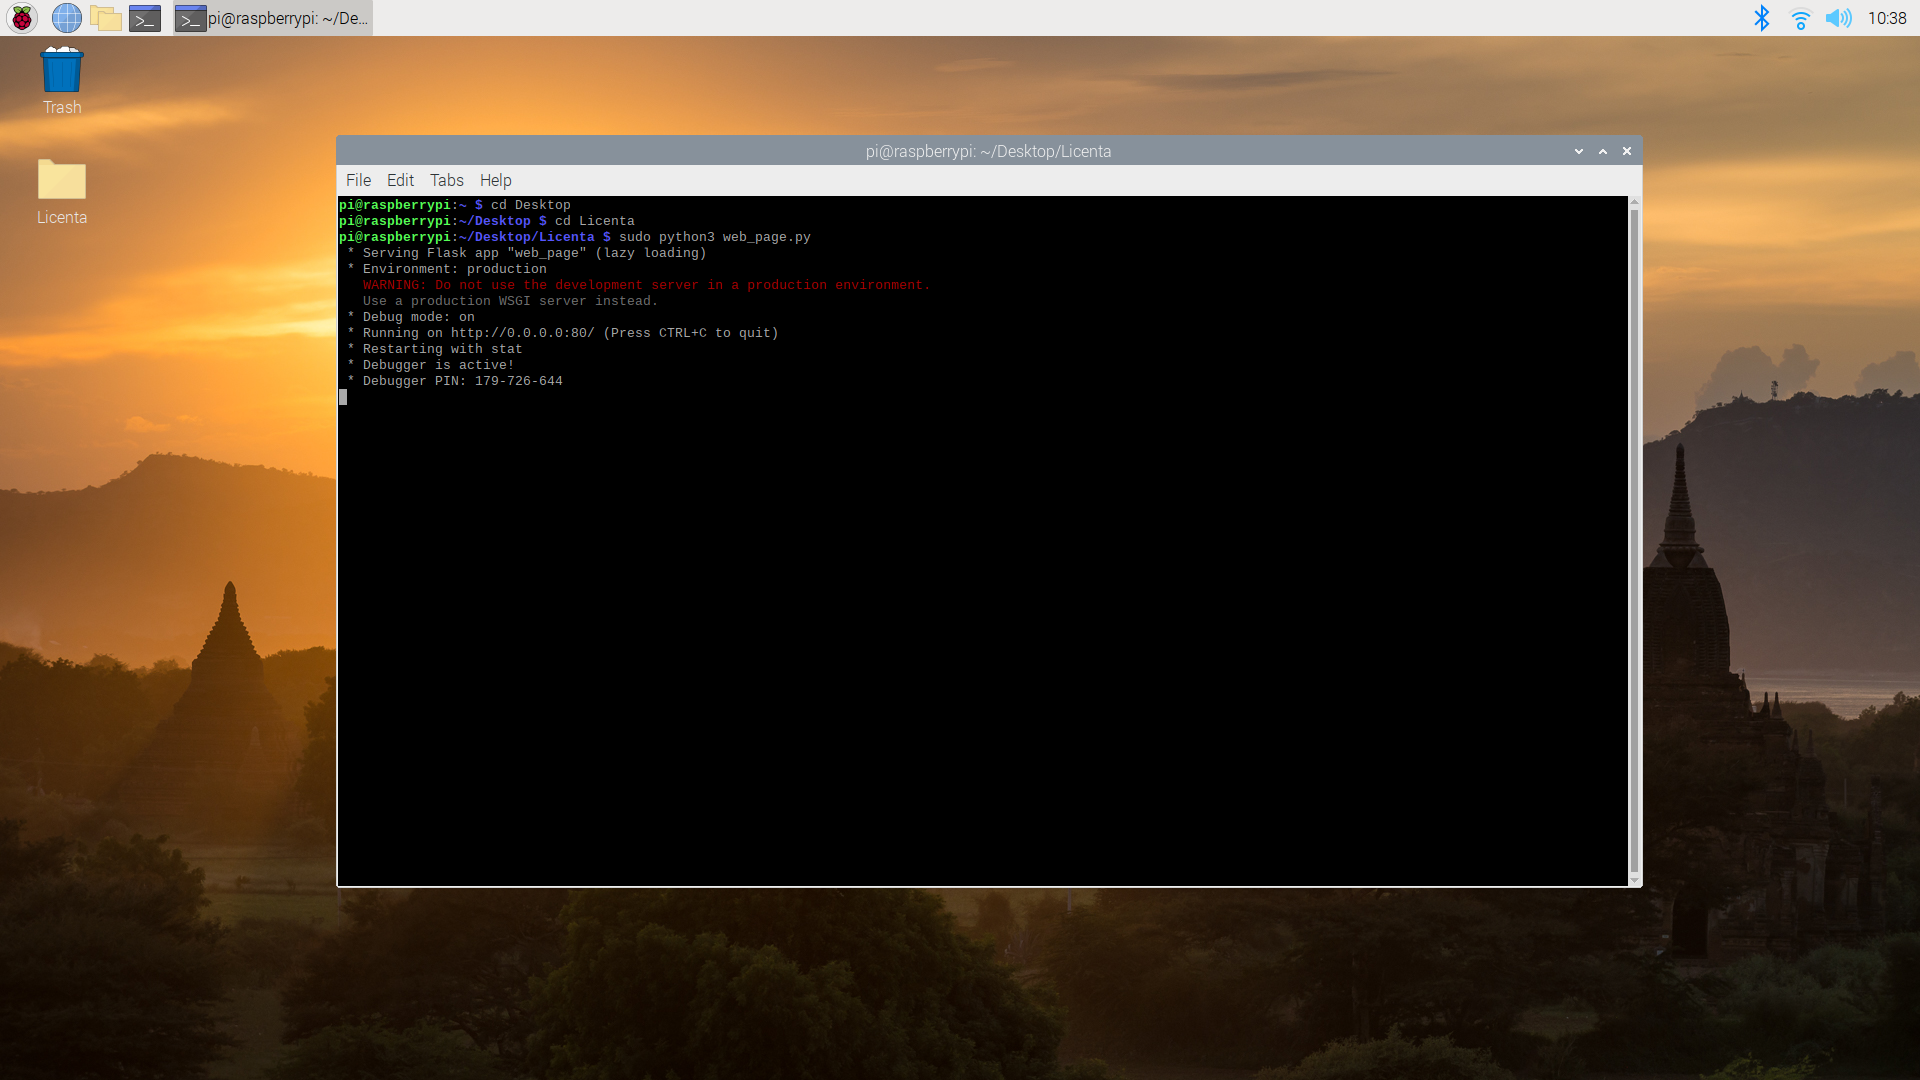 pi@raspberrypi: ~/De...
10:38
Trash
Licenta
pi@raspberrypi: ~/Desktop/Licenta
File Edit Tabs Help
pi@raspberrypi:~ $ cd Desktop
pi@raspberrypi:~/Desktop $ cd Licenta
pi@raspberrypi:~/Desktop/Licenta $ sudo python3 web_page.py
* Serving Flask app "web_page" (lazy loading)
* Environment: production
WARNING: Do not use the development server in a production environment.
Use a production WSGI server instead.
* Debug mode: on
* Running on http://0.0.0.0:80/ (Press CTRL+C to quit)
* Restarting with stat
* Debugger is active!
* Debugger PIN: 179-726-644